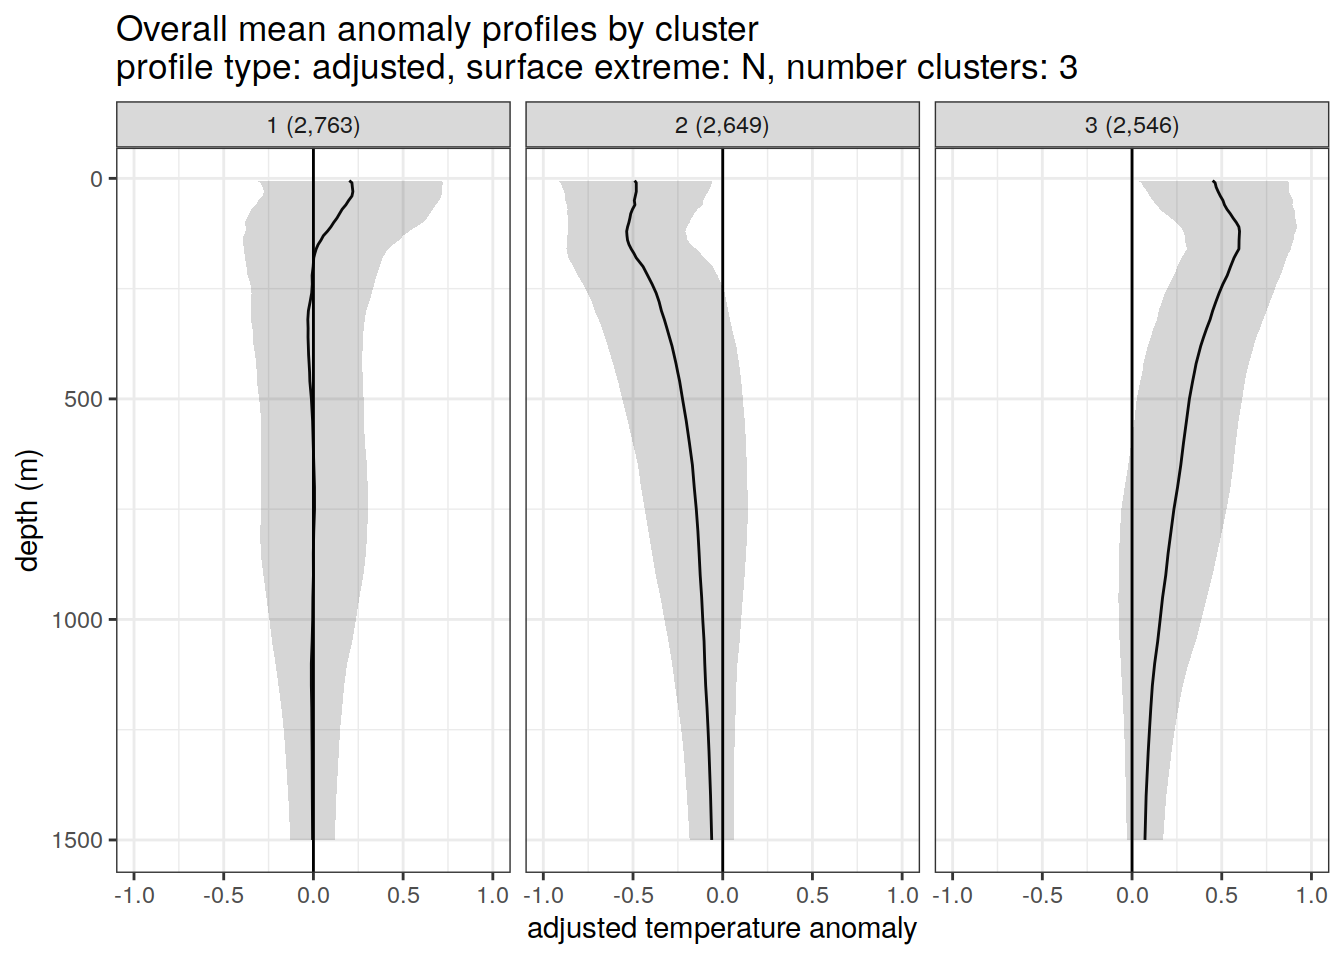 Overall mean anomaly profiles by cluster
profile type: adjusted, surface extreme: N, number clusters: 3
1 (2,763)
2 (2,649)
3 (2,546)
0
500
1000
1500
depth (m)
-1.0 -0.5 0.0 0.5 1.0
-1.0 -0.5 0.0 0.5 1.0
-1.0 -0.5 0.0 0.5 1.0
adjusted temperature anomaly